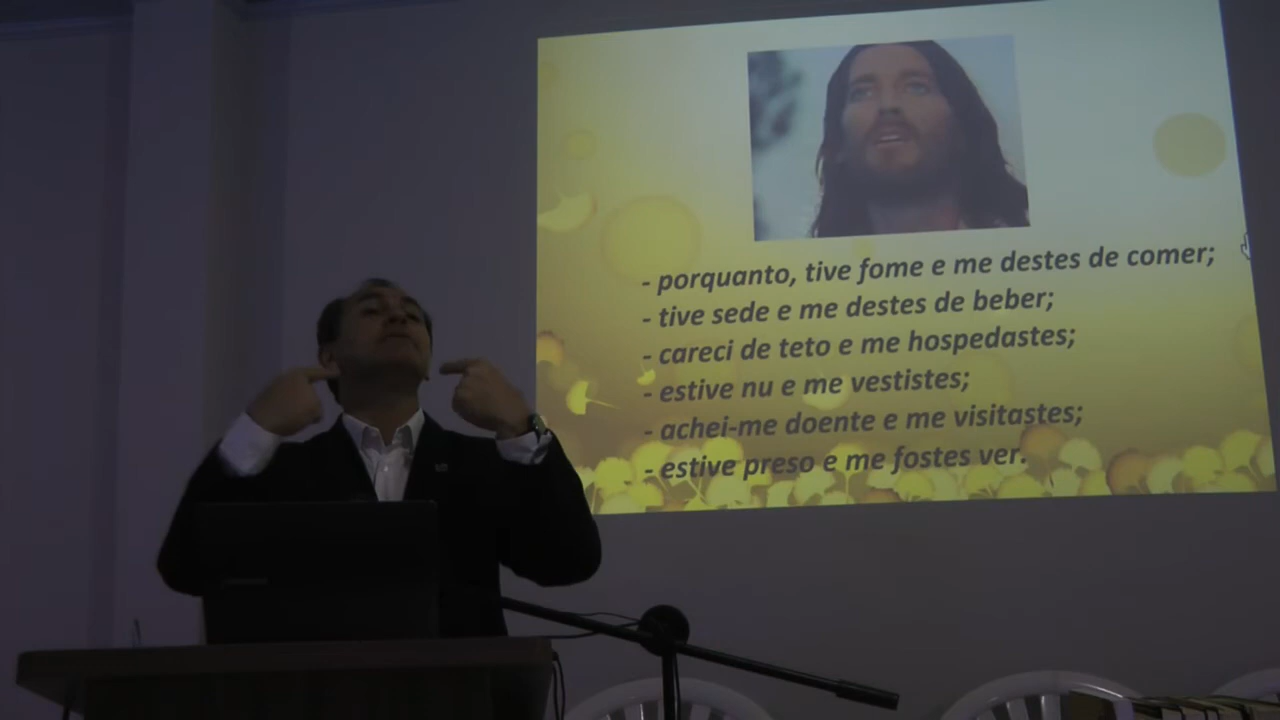 - porquanto, tive fome e me destes de comer;
- tive sede e me destes de beber;
- careci de teto e me hospedastes;
- estive nu e me vestistes;
- achei-me doente e me visitastes;
- estive preso e me fostes ver.